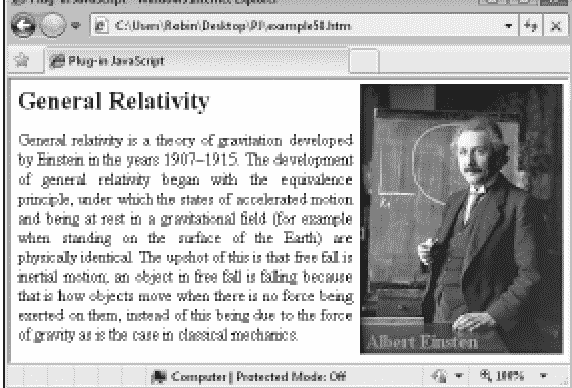 Plug-in JavaScript - Windows Internet Explorer
C:\Users\Robin\Desktop\PJ\example58.htm
Plug-in JavaScript
General Relativity
General relativity is a theory of gravitation developed
by Einstein in the years 1907–1915. The development
of general relativity began with the equivalence
principle, under which the states of accelerated motion
and being at rest in a gravitational field (for example
when standing on the surface of the Earth) are
physically identical. The upshot of this is that free fall is
inertial motion; an object in free fall is falling because
that is how objects move when there is no force being
exerted on them, instead of this being due to the force
of gravity as is the case in classical mechanics.
Albert Einsten
Computer | Protected Mode: Off
100%